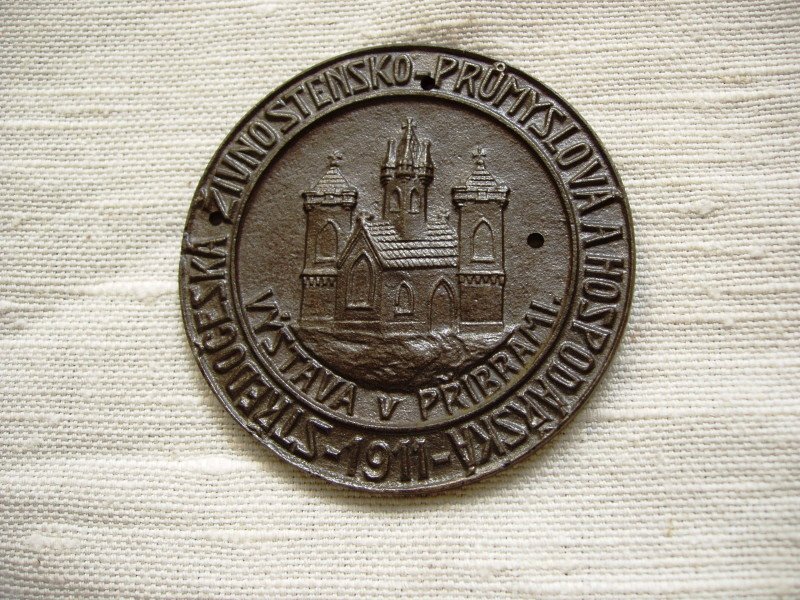 STŘEDOČESKÁ ŽIVNOSTENSKO-PRŮMYSLOVÁ A HOSPODÁŘSKÁ
-1911-
VÝSTAVA V PŘÍBRAMI.